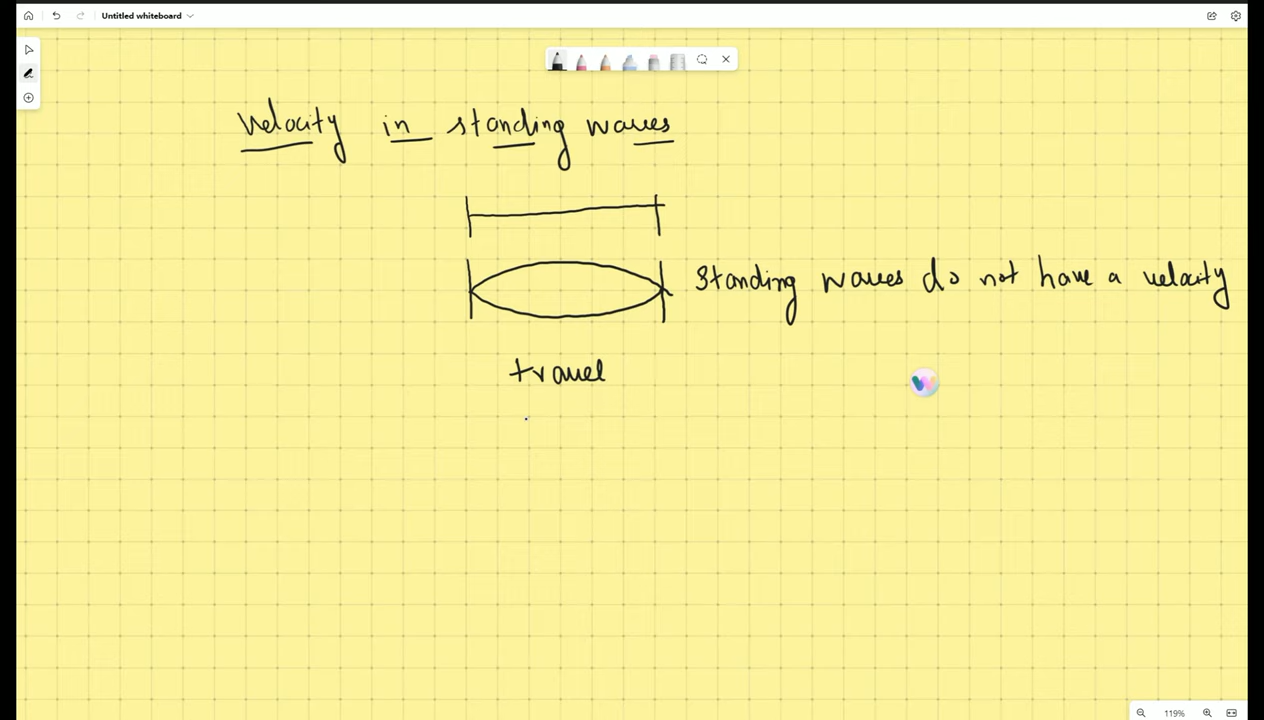 Untitled whiteboard
Velocity in standing waves
Standing waves do not have a velocity
travel
119%